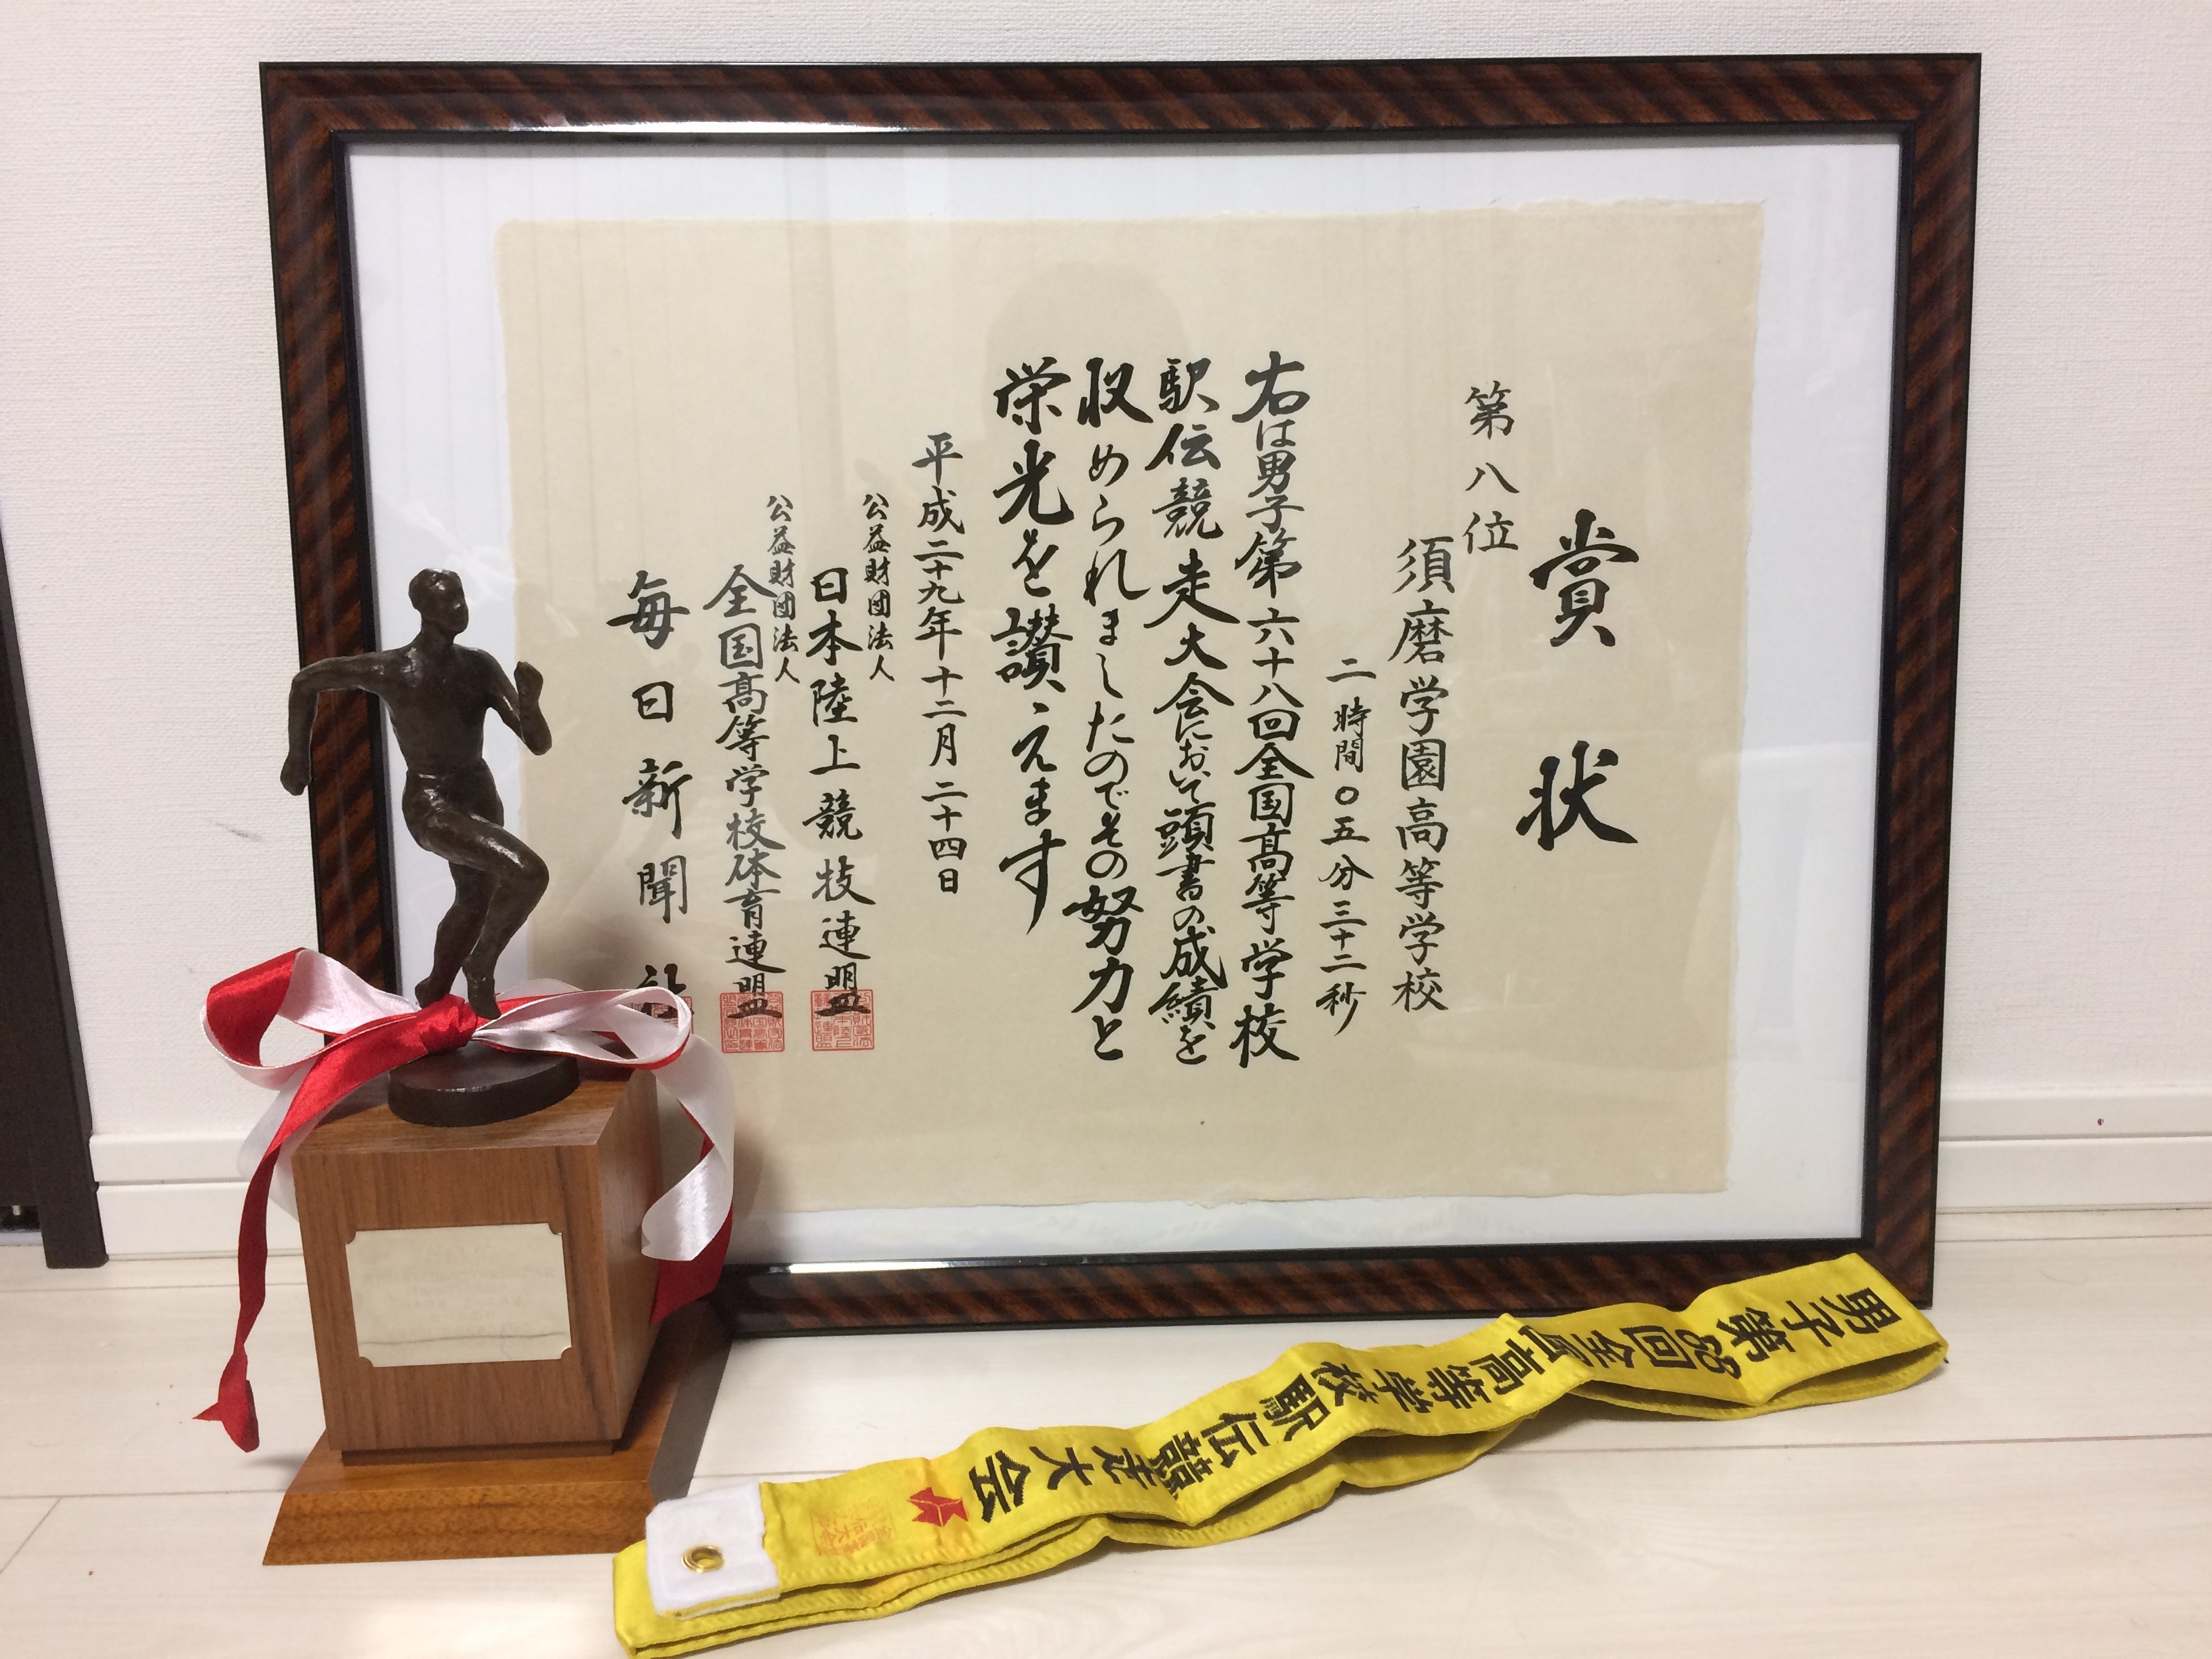 賞状
第八位
須磨学園高等学校
二時間〇五分三十二秒
右は男子第六十八回全国高等学校
駅伝競走大会において頭書の成績を
収められましたのでその努力と
栄光を讃えます
平成二十九年十二月二十四日
公益財団法人
日本陸上競技連盟
公益財団法人
全国高等学校体育連盟
毎日新聞
男子第68回全国高等学校駅伝競走大会